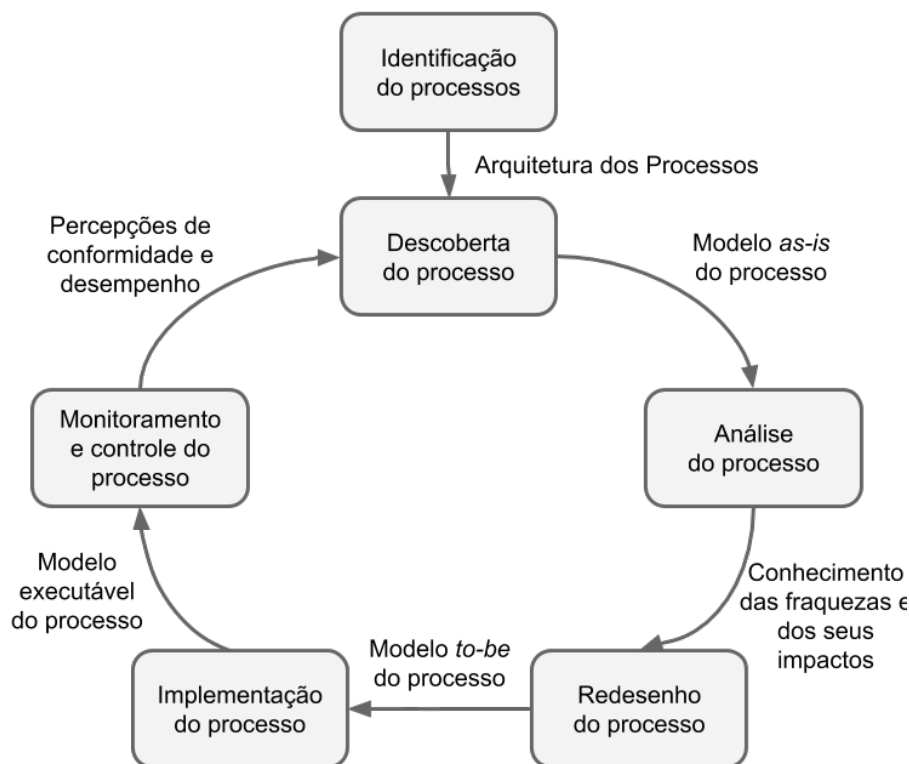 Identificação
do processos
Arquitetura dos Processos
Descoberta
do processo
Percepções de
conformidade e
desempenho
Modelo as-is
do processo
Monitoramento
e controle do
processo
Análise
do processo
Modelo
executável
do processo
Conhecimento
das fraquezas e
dos seus
impactos
Modelo to-be
do processo
Implementação
do processo
Redesenho
do processo